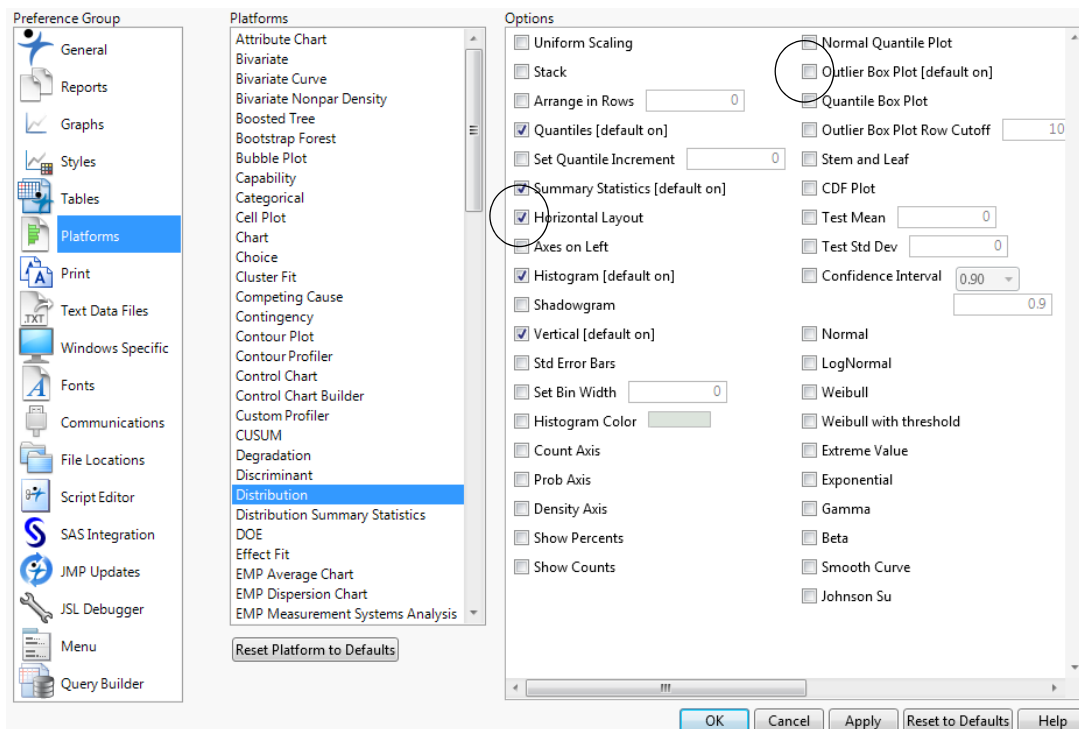 Preference Group
General
Reports
Graphs
Styles
Tables
Platforms
Print
.TXT
Text Data Files
Windows Specific
Fonts
Communications
File Locations
Script Editor
SAS Integration
JMP Updates
JSL Debugger
Menu
Query Builder
Platforms
Attribute Chart
Bivariate
Bivariate Curve
Bivariate Nonpar Density
Boosted Tree
Bootstrap Forest
Bubble Plot
Capability
Categorical
Cell Plot
Chart
Choice
Cluster Fit
Competing Cause
Contingency
Contour Plot
Contour Profiler
Control Chart
Control Chart Builder
Custom Profiler
CUSUM
Degradation
Discriminant
Distribution
Distribution Summary Statistics
DOE
Effect Fit
EMP Average Chart
EMP Dispersion Chart
EMP Measurement Systems Analysis
Reset Platform to Defaults
Options
Uniform Scaling
Stack
Arrange in Rows 0
Quantiles [default on]
Set Quantile Increment 0
Summary Statistics [default on]
Horizontal Layout
Axes on Left
Histogram [default on]
Shadowgram
Vertical [default on]
Std Error Bars
Set Bin Width 0
Histogram Color
Count Axis
Prob Axis
Density Axis
Show Percents
Show Counts
Normal Quantile Plot
Outlier Box Plot [default on]
Quantile Box Plot
Outlier Box Plot Row Cutoff 10
Stem and Leaf
CDF Plot
Test Mean 0
Test Std Dev 0
Confidence Interval 0.90
0.9
Normal
LogNormal
Weibull
Weibull with threshold
Extreme Value
Exponential
Gamma
Beta
Smooth Curve
Johnson Su
OK Cancel Apply Reset to Defaults Help